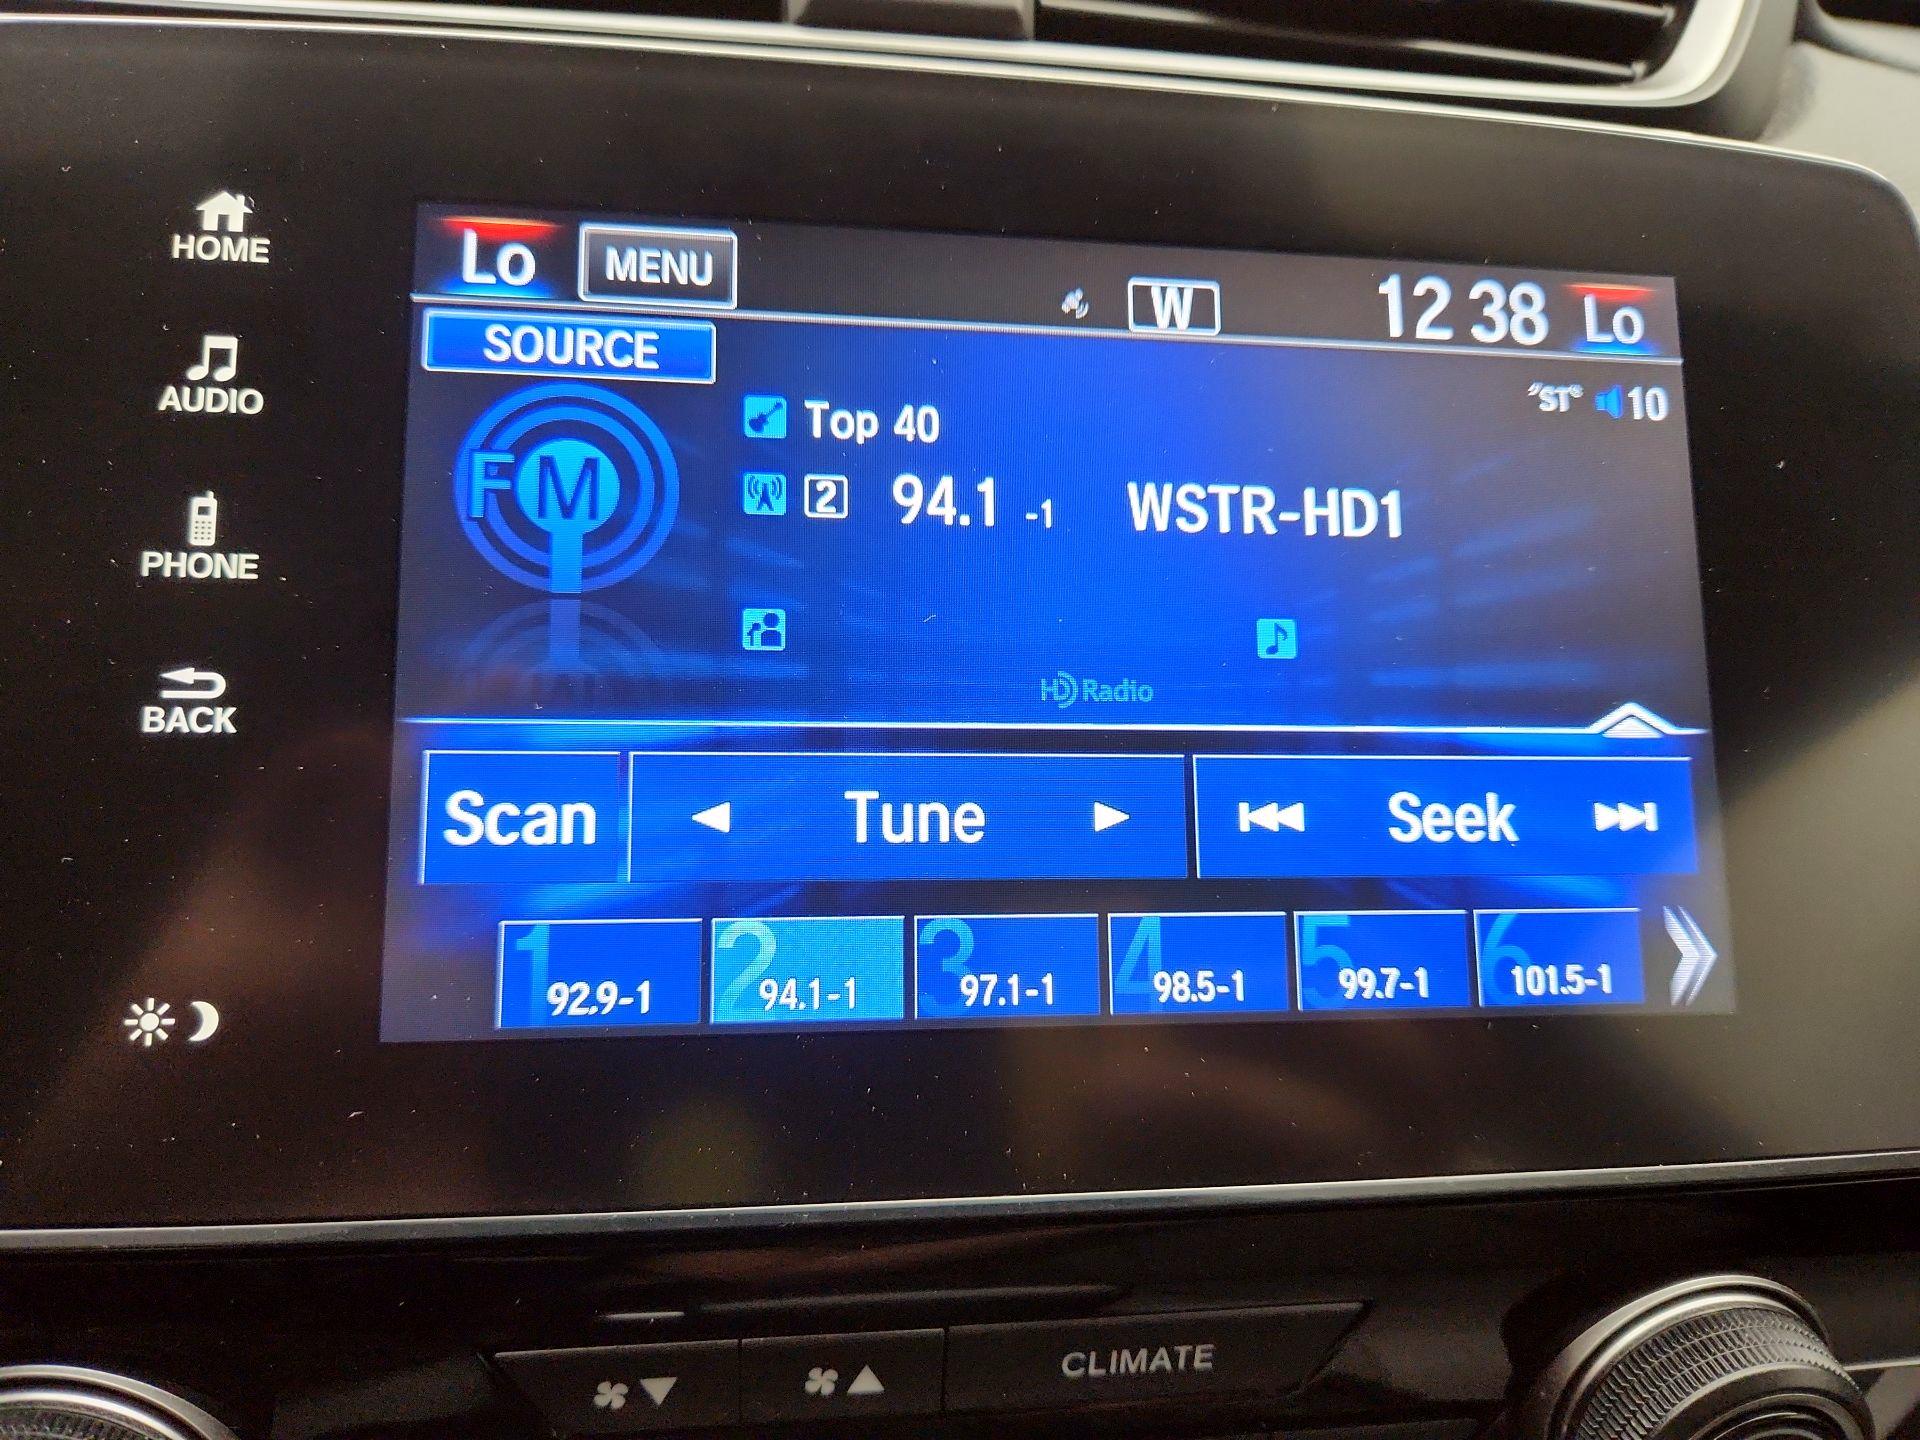 HOME
AUDIO
PHONE
BACK
Lo MENU W 12 38 Lo
SOURCE
"ST" 10
FM
Top 40
2 94.1 -1 WSTR-HD1
HD Radio
Scan Tune Seek
1 92.9-1 2 94.1-1 3 97.1-1 4 98.5-1 5 99.7-1 6 101.5-1
CLIMATE